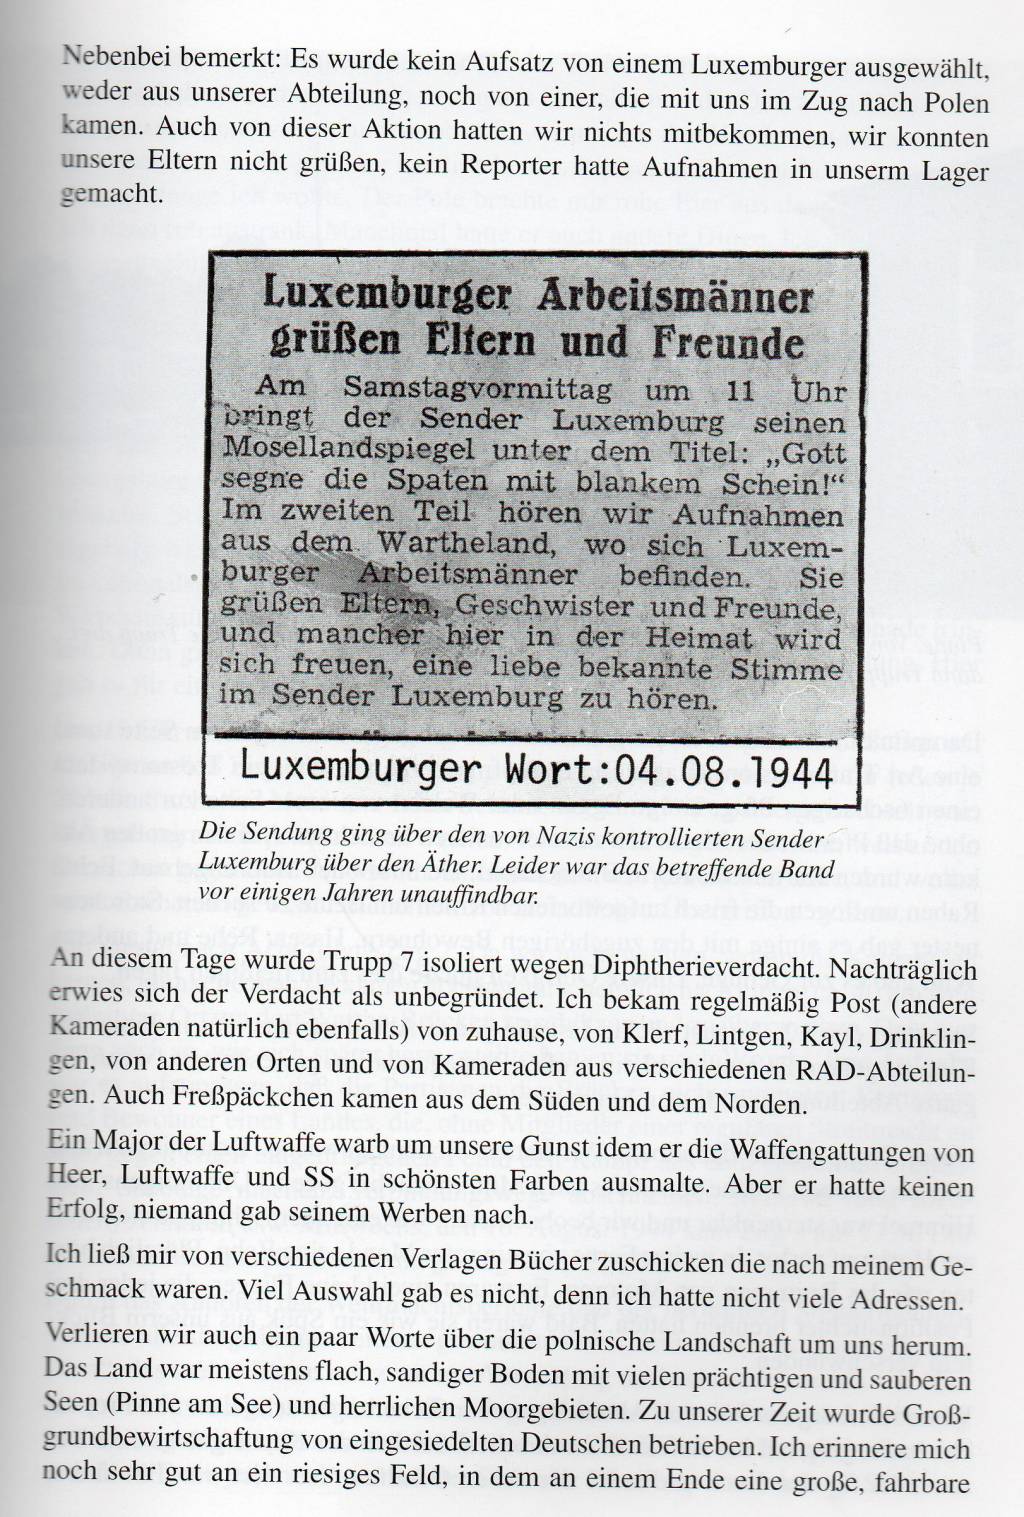 Nebenbei bemerkt: Es wurde kein Aufsatz von einem Luxemburger ausgewählt,
weder aus unserer Abteilung, noch von einer, die mit uns im Zug nach Polen
kamen. Auch von dieser Aktion hatten wir nichts mitbekommen, wir konnten
unsere Eltern nicht grüßen, kein Reporter hatte Aufnahmen in unserm Lager
gemacht.
Luxemburger Arbeitsmänner
grüßen Eltern und Freunde
Am Samstagvormittag um 11 Uhr
bringt der Sender Luxemburg seinen
Mosellandspiegel unter dem Titel: „Gott
segne die Spaten mit blankem Schein!“
Im zweiten Teil hören wir Aufnahmen
aus dem Wartheland, wo sich Luxem-
burger Arbeitsmänner befinden. Sie
grüßen Eltern, Geschwister und Freunde,
und mancher hier in der Heimat wird
sich freuen, eine liebe bekannte Stimme
im Sender Luxemburg zu hören.
Luxemburger Wort:04.08.1944
Die Sendung ging über den von Nazis kontrollierten Sender
Luxemburg über den Äther. Leider war das betreffende Band
vor einigen Jahren unauffindbar.
An diesem Tage wurde Trupp 7 isoliert wegen Diphtherieverdacht. Nachträglich
erwies sich der Verdacht als unbegründet. Ich bekam regelmäßig Post (andere
Kameraden natürlich ebenfalls) von zuhause, von Klerf, Lintgen, Kayl, Drinklin-
gen, von anderen Orten und von Kameraden aus verschiedenen RAD-Abteilun-
gen. Auch Freßpäckchen kamen aus dem Süden und dem Norden.
Ein Major der Luftwaffe warb um unsere Gunst idem er die Waffengattungen von
Heer, Luftwaffe und SS in schönsten Farben ausmalte. Aber er hatte keinen
Erfolg, niemand gab seinem Werben nach.
Ich ließ mir von verschiedenen Verlagen Bücher zuschicken die nach meinem Ge-
schmack waren. Viel Auswahl gab es nicht, denn ich hatte nicht viele Adressen.
Verlieren wir auch ein paar Worte über die polnische Landschaft um uns herum.
Das Land war meistens flach, sandiger Boden mit vielen prächtigen und sauberen
Seen (Pinne am See) und herrlichen Moorgebieten. Zu unserer Zeit wurde Groß-
grundbewirtschaftung von eingesiedelten Deutschen betrieben. Ich erinnere mich
noch sehr gut an ein riesiges Feld, in dem an einem Ende eine große, fahrbare